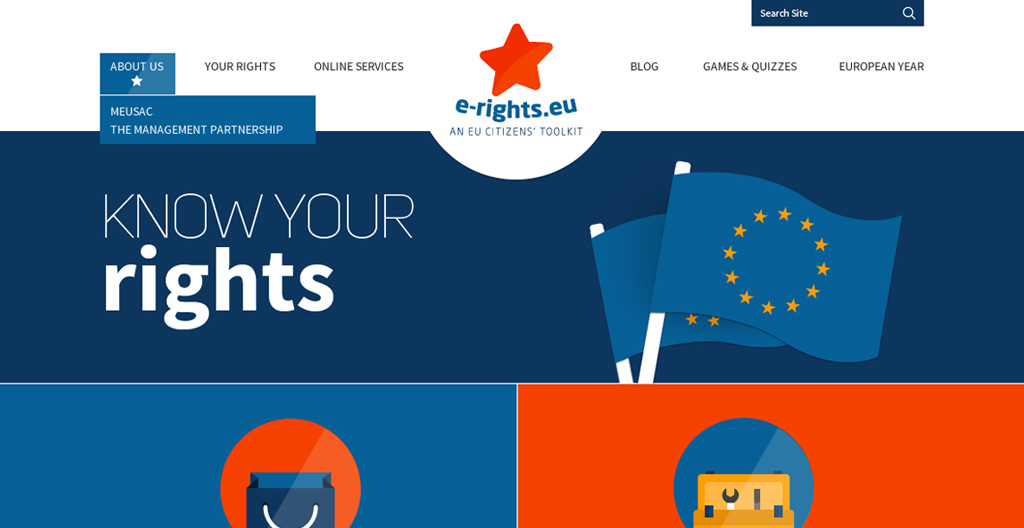 Search Site
ABOUT US
YOUR RIGHTS
ONLINE SERVICES
BLOG
GAMES & QUIZZES
EUROPEAN YEAR
MEUSAC
THE MANAGEMENT PARTNERSHIP
e-rights.eu
AN EU CITIZENS' TOOLKIT
KNOW YOUR
rights